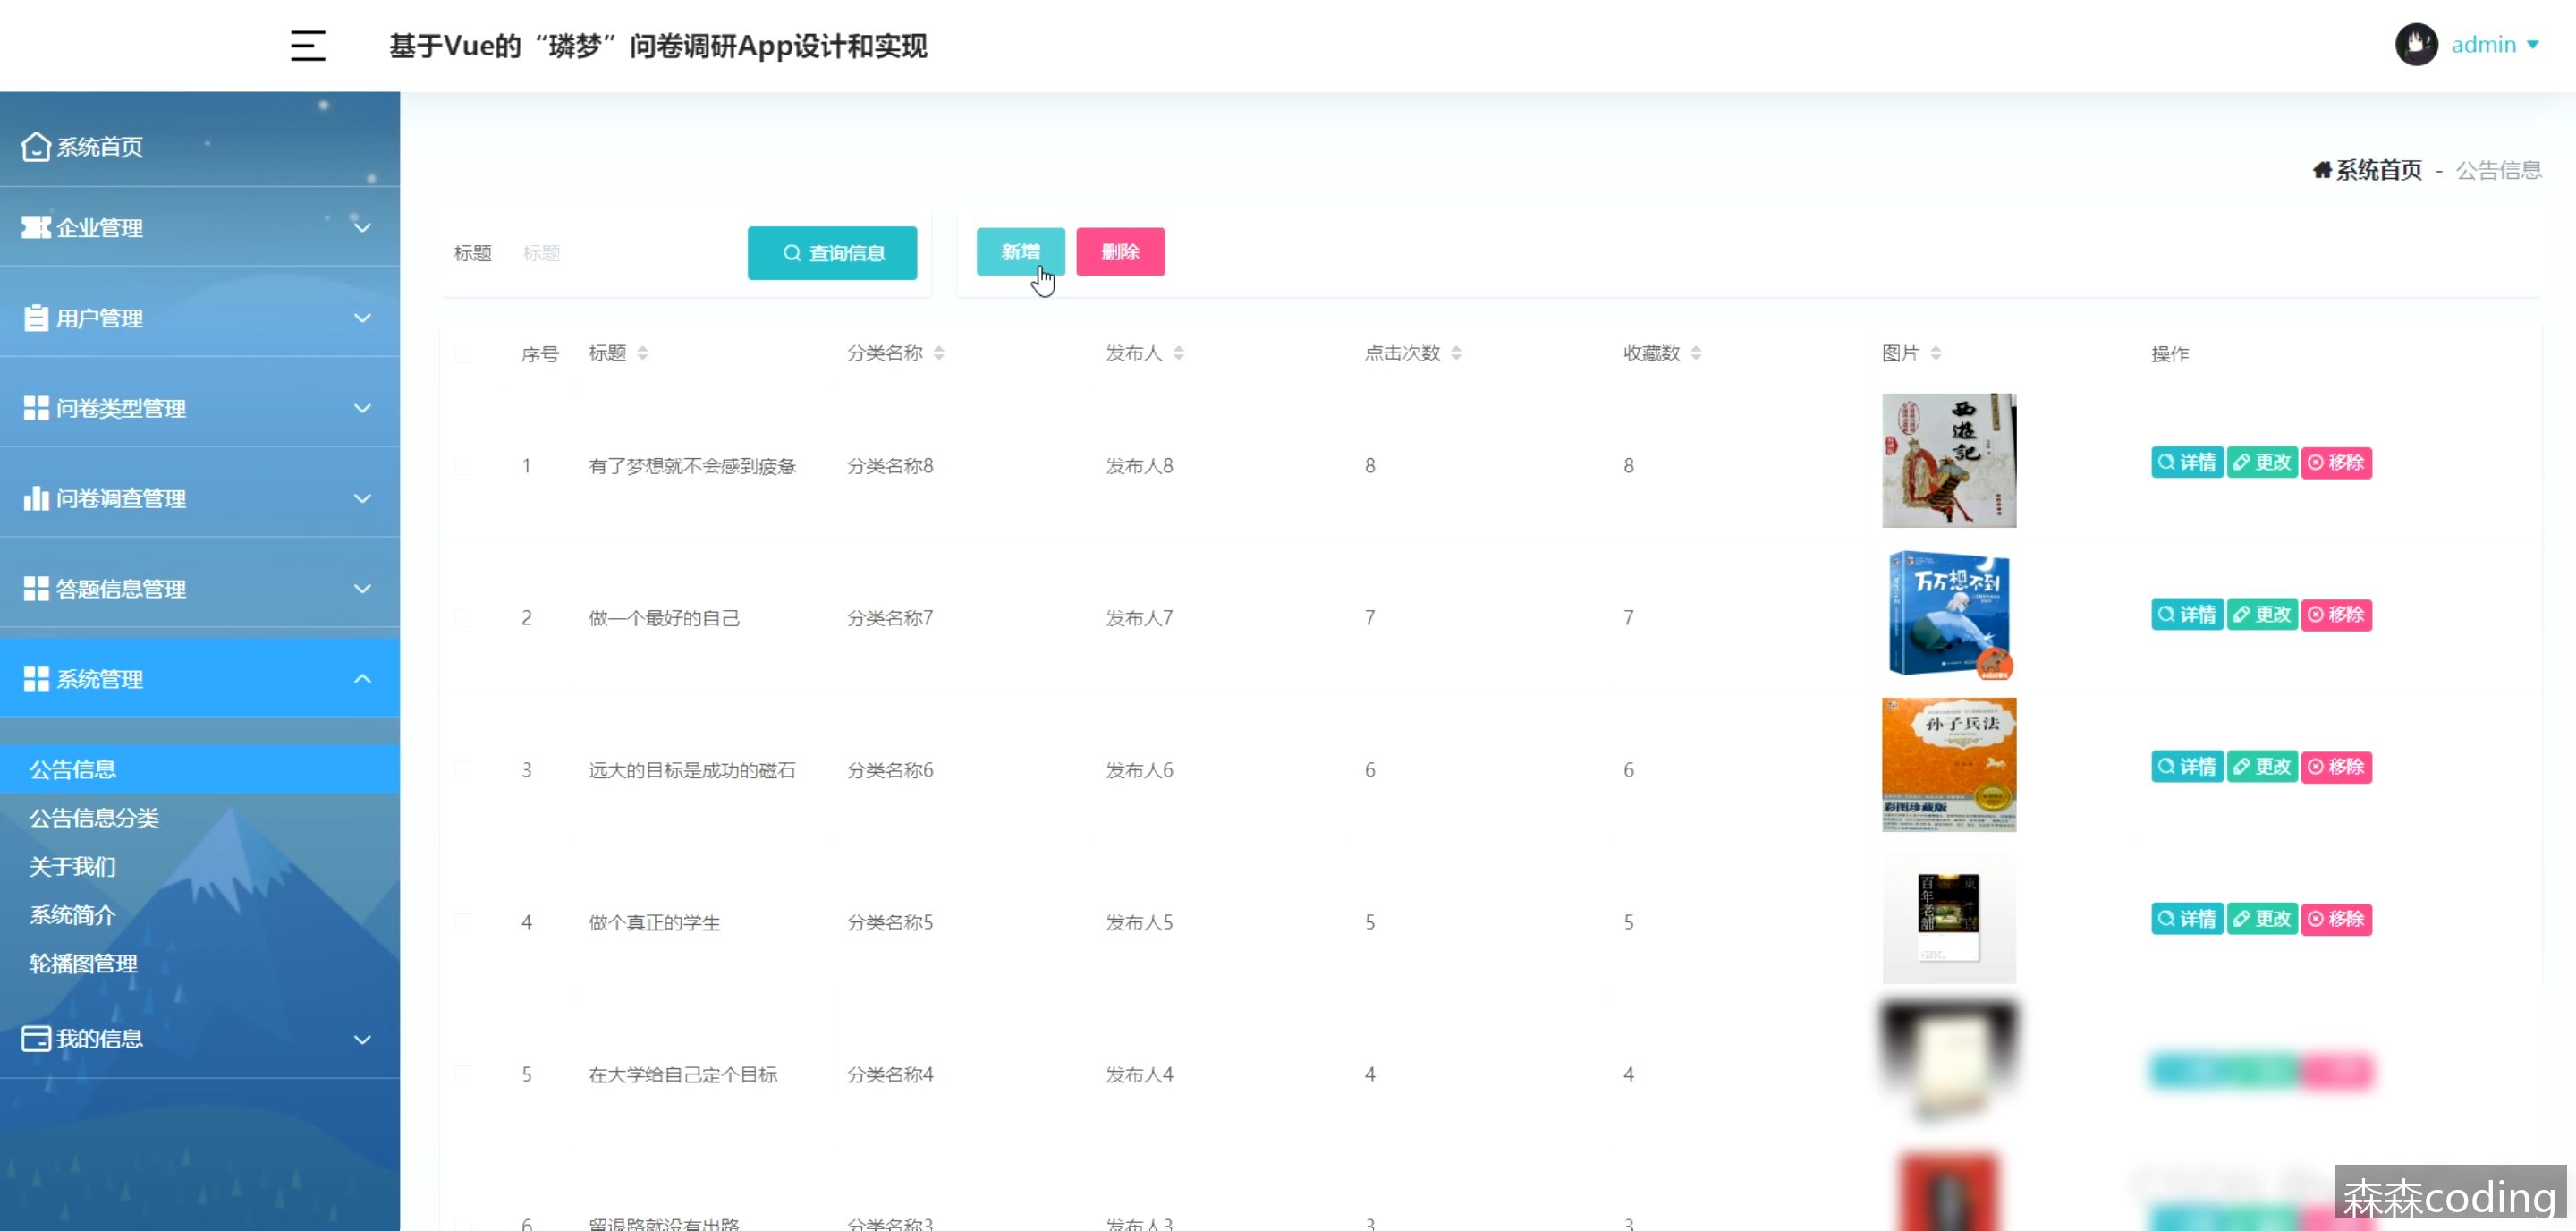 基于Vue的“璘梦”问卷调研App设计和实现
admin
系统首页
企业管理
用户管理
问卷类型管理
问卷调查管理
答题信息管理
系统管理
公告信息
公告信息分类
关于我们
系统简介
轮播图管理
我的信息
系统首页 - 公告信息
标题 标题 查询信息 新增 删除
序号 标题 分类名称 发布人 点击次数 收藏数 图片 操作
1 有了梦想就不会感到疲惫 分类名称8 发布人8 8 8 西遊記 详情 更改 移除
2 做一个最好的自己 分类名称7 发布人7 7 7 万万想不到 详情 更改 移除
3 远大的目标是成功的磁石 分类名称6 发布人6 6 6 孙子兵法 彩图珍藏版 详情 更改 移除
4 做个真正的学生 分类名称5 发布人5 5 5 百年老舖 详情 更改 移除
5 在大学给自己定个目标 分类名称4 发布人4 4 4
6 留退路就没有出路 分类名称3 发布人3 3 3
森森coding